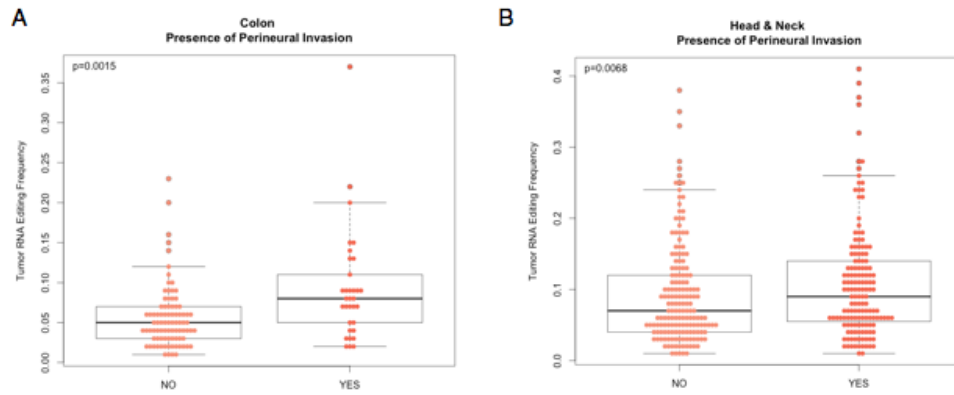 A
Colon
Presence of Perineural Invasion
p=0.0015
Tumor RNA Editing Frequency
0.35
0.30
0.25
0.20
0.15
0.10
0.05
0.00
NO
YES
B
Head & Neck
Presence of Perineural Invasion
p=0.0068
Tumor RNA Editing Frequency
0.4
0.3
0.2
0.1
0.0
NO
YES